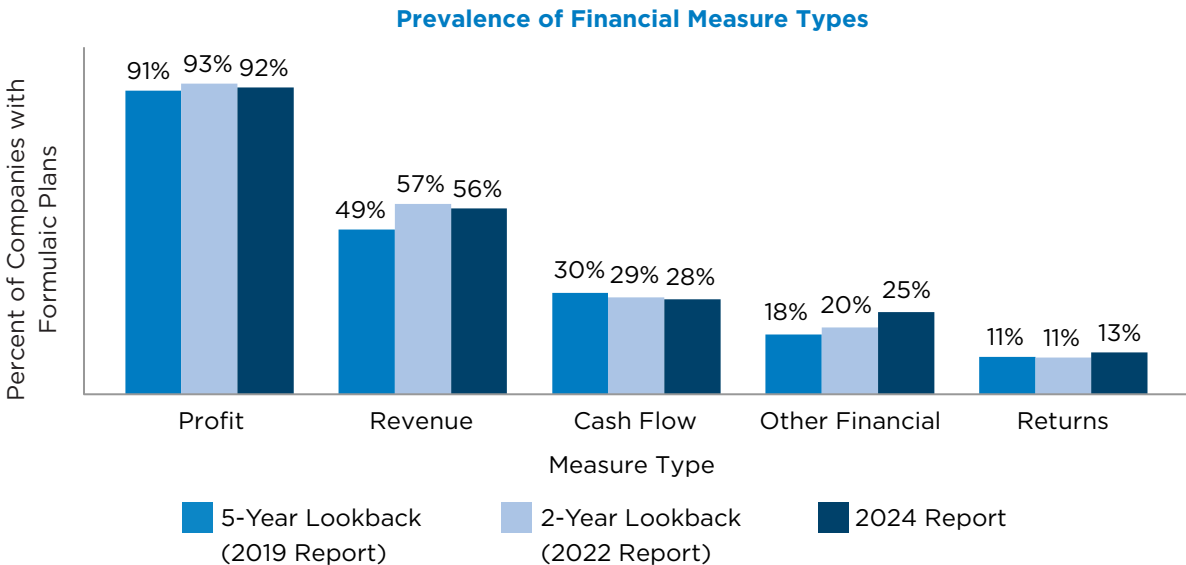 Prevalence of Financial Measure Types
Percent of Companies with
Formulaic Plans
91% 93% 92%
49% 57% 56%
30% 29% 28%
18% 20% 25%
11% 11% 13%
Profit Revenue Cash Flow Other Financial Returns
Measure Type
5-Year Lookback
(2019 Report)
2-Year Lookback
(2022 Report)
2024 Report